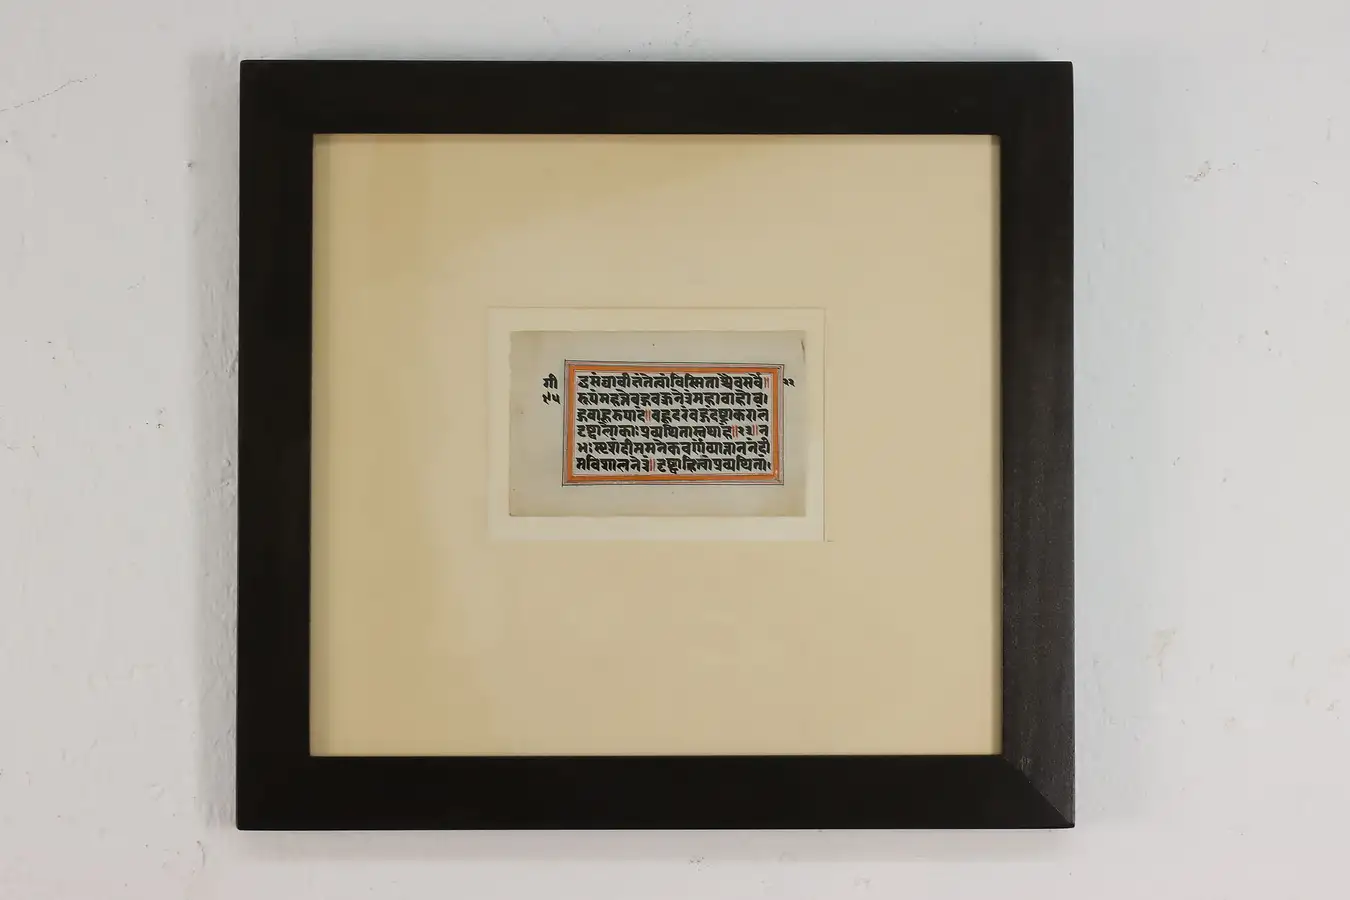 गी
द्धसंघावीक्षंतेत्वांविस्मिताश्चैवसर्वे॥ २२
रूपंमहत्तेबहुवक्त्रनेत्रंमहाबाहोब
हुबाहूरुपादं॥बहूदरंबहुदंष्ट्राकरालं
दृष्ट्वालोकाःप्रव्यथितास्तथाहं॥२३॥न
भःस्पृशंदीप्तमनेकवर्णंव्यात्ताननंदी
प्तविशालनेत्रं॥दृष्ट्वाहित्वांप्रव्यथितां